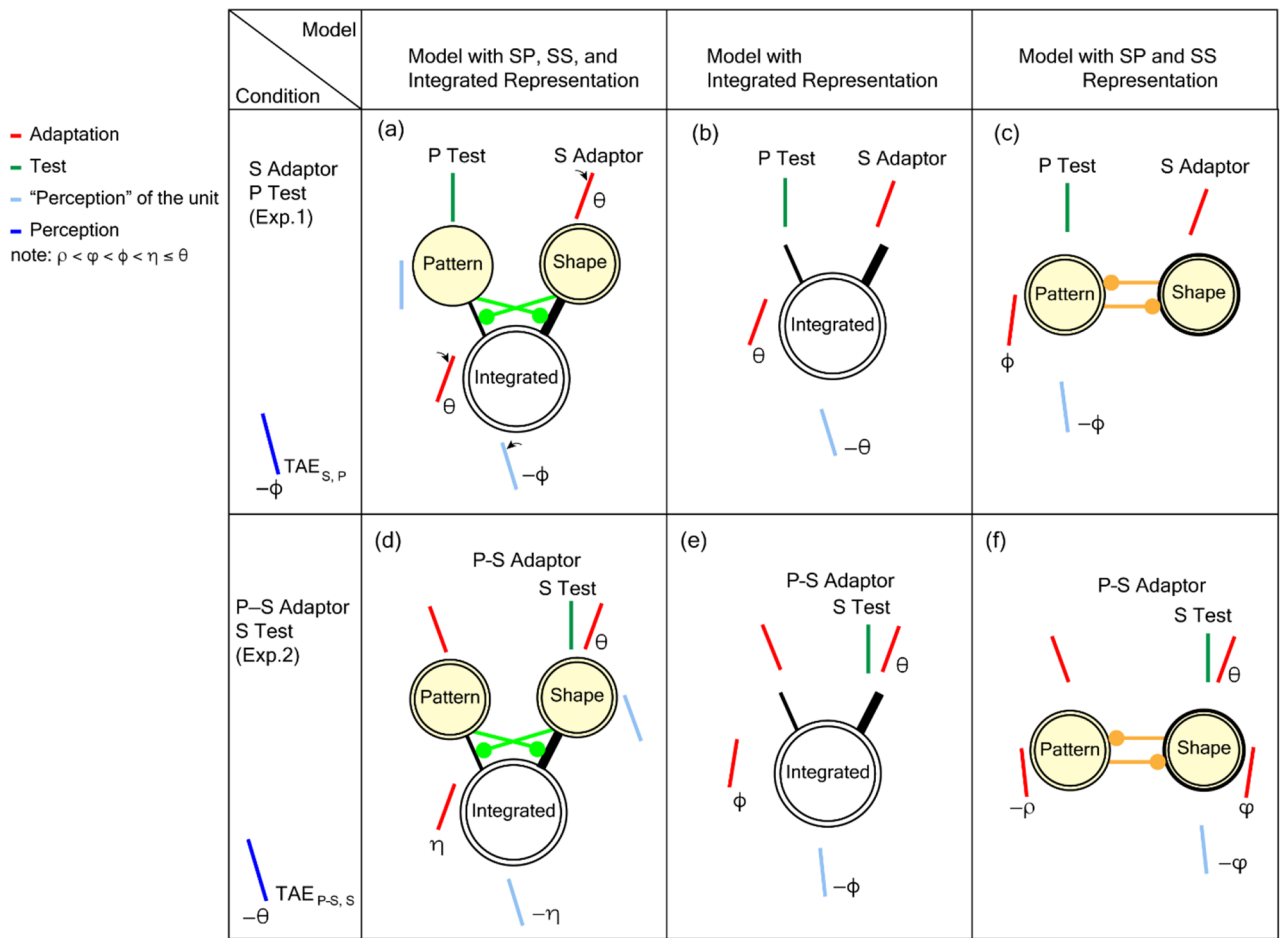 Model
Condition
Model with SP, SS, and
Integrated Representation
Model with
Integrated Representation
Model with SP and SS
Representation
Adaptation
Test
“Perception” of the unit
Perception
note: ρ < φ < ϕ < η ≤ θ
S Adaptor
P Test
(Exp.1)
−ϕ TAE S, P
(a)
P Test
S Adaptor
θ
Pattern
Shape
Integrated
θ
−ϕ
(b)
P Test
S Adaptor
Integrated
θ
−θ
(c)
P Test
S Adaptor
Pattern
Shape
ϕ
−ϕ
P–S Adaptor
S Test
(Exp.2)
−θ TAE P-S, S
(d)
P-S Adaptor
S Test
θ
Pattern
Shape
Integrated
η
−η
(e)
P-S Adaptor
S Test
θ
Integrated
ϕ
−ϕ
(f)
P-S Adaptor
S Test
θ
Pattern
Shape
−ρ
φ
−φ